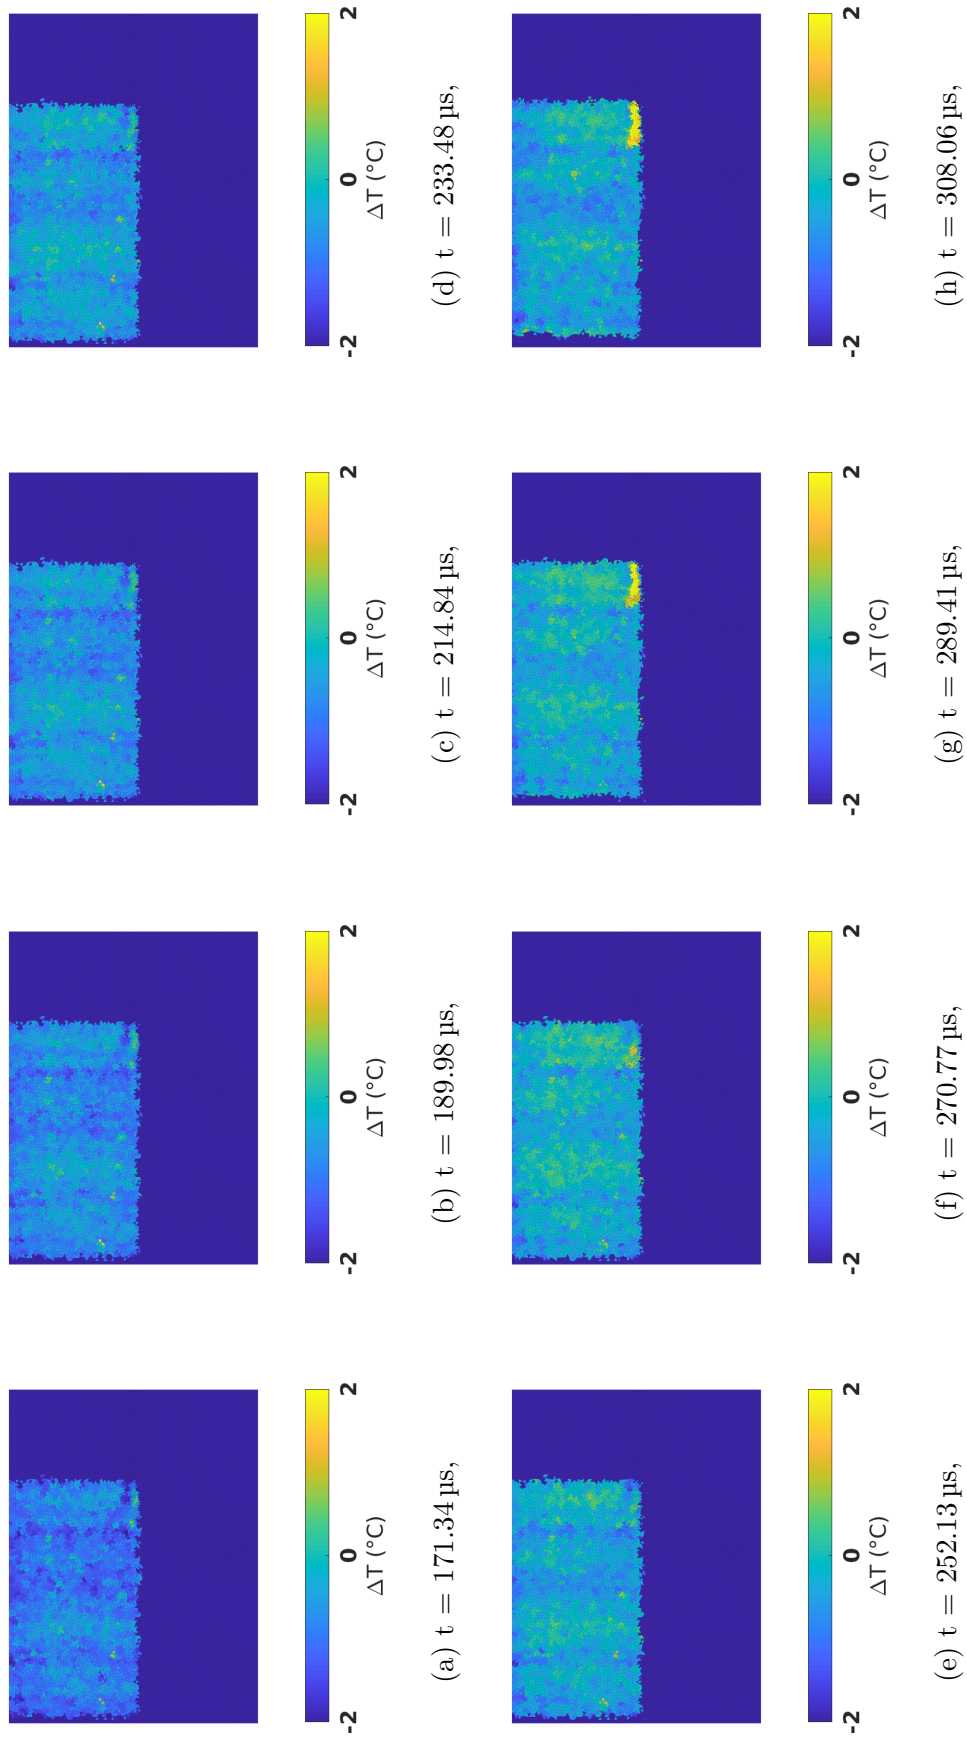 -2 0 2
ΔT (°C)
(a) t = 171.34 µs,
-2 0 2
ΔT (°C)
(b) t = 189.98 µs,
-2 0 2
ΔT (°C)
(c) t = 214.84 µs,
-2 0 2
ΔT (°C)
(d) t = 233.48 µs,
-2 0 2
ΔT (°C)
(e) t = 252.13 µs,
-2 0 2
ΔT (°C)
(f) t = 270.77 µs,
-2 0 2
ΔT (°C)
(g) t = 289.41 µs,
-2 0 2
ΔT (°C)
(h) t = 308.06 µs,